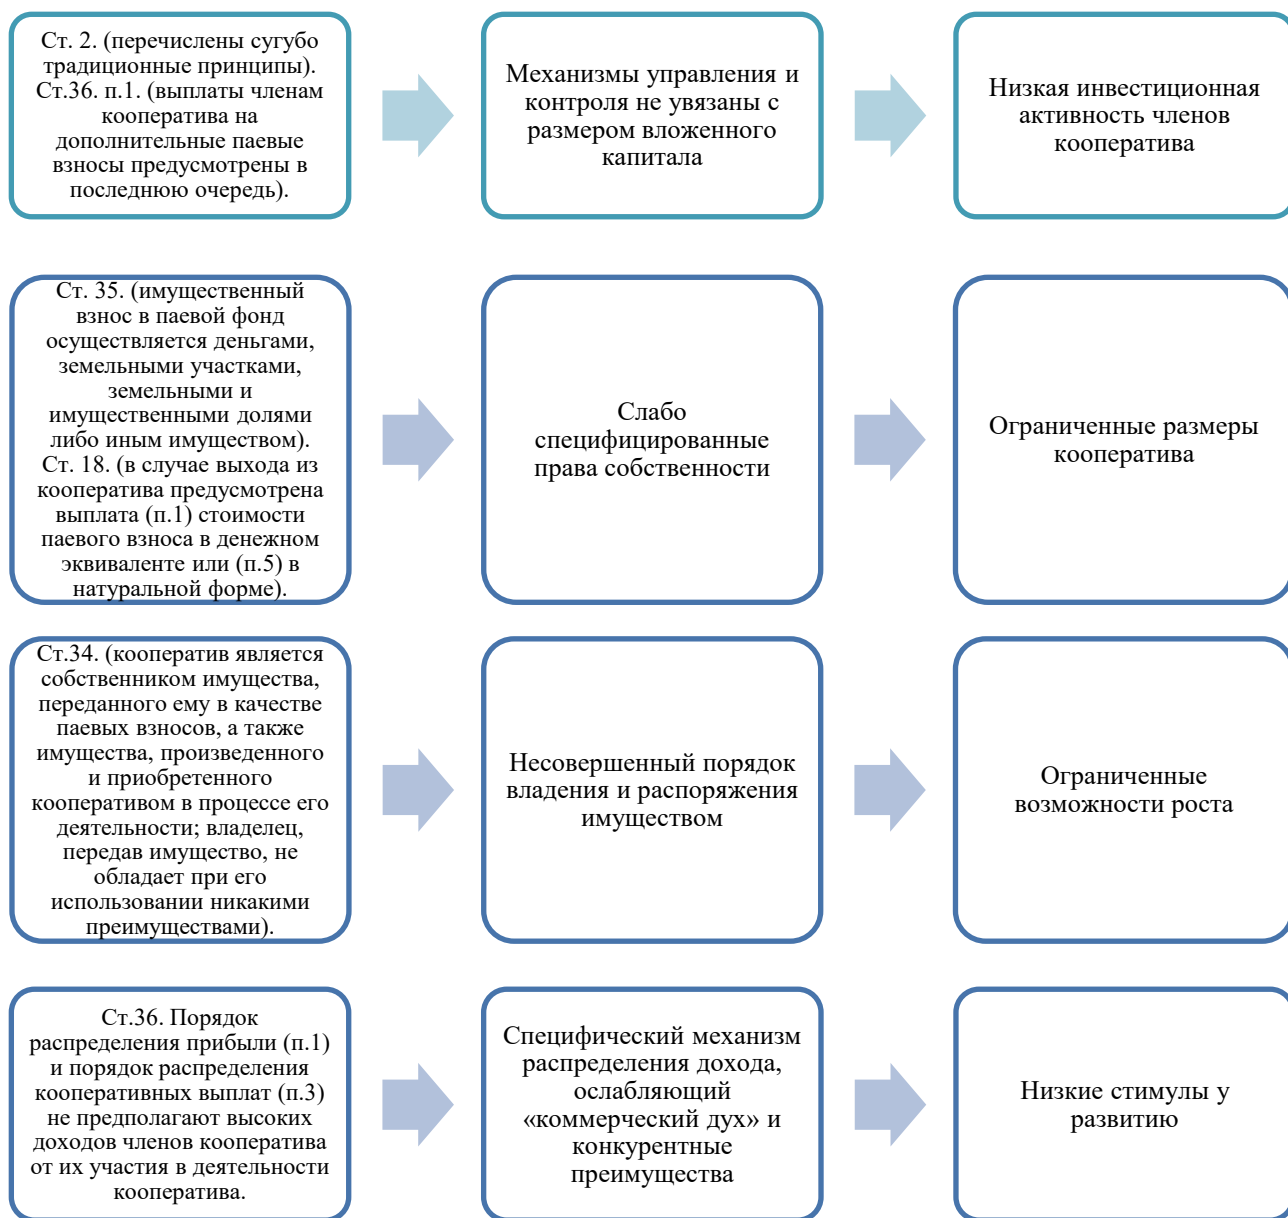 Ст. 2. (перечислены сугубо
традиционные принципы).
Ст.36. п.1. (выплаты членам
кооператива на
дополнительные паевые
взносы предусмотрены в
последнюю очередь).
Механизмы управления и
контроля не увязаны с
размером вложенного
капитала
Низкая инвестиционная
активность членов
кооператива
Ст. 35. (имущественный
взнос в паевой фонд
осуществляется деньгами,
земельными участками,
земельными и
имущественными долями
либо иным имуществом).
Ст. 18. (в случае выхода из
кооператива предусмотрена
выплата (п.1) стоимости
паевого взноса в денежном
эквиваленте или (п.5) в
натуральной форме).
Слабо
специфицированные
права собственности
Ограниченные размеры
кооператива
Ст.34. (кооператив является
собственником имущества,
переданного ему в качестве
паевых взносов, а также
имущества, произведенного
и приобретенного
кооперативом в процессе его
деятельности; владелец,
передав имущество, не
обладает при его
использовании никакими
преимуществами).
Несовершенный порядок
владения и распоряжения
имуществом
Ограниченные
возможности роста
Ст.36. Порядок
распределения прибыли (п.1)
и порядок распределения
кооперативных выплат (п.3)
не предполагают высоких
доходов членов кооператива
от их участия в деятельности
кооператива.
Специфический механизм
распределения дохода,
ослабляющий
«коммерческий дух» и
конкурентные
преимущества
Низкие стимулы у
развитию